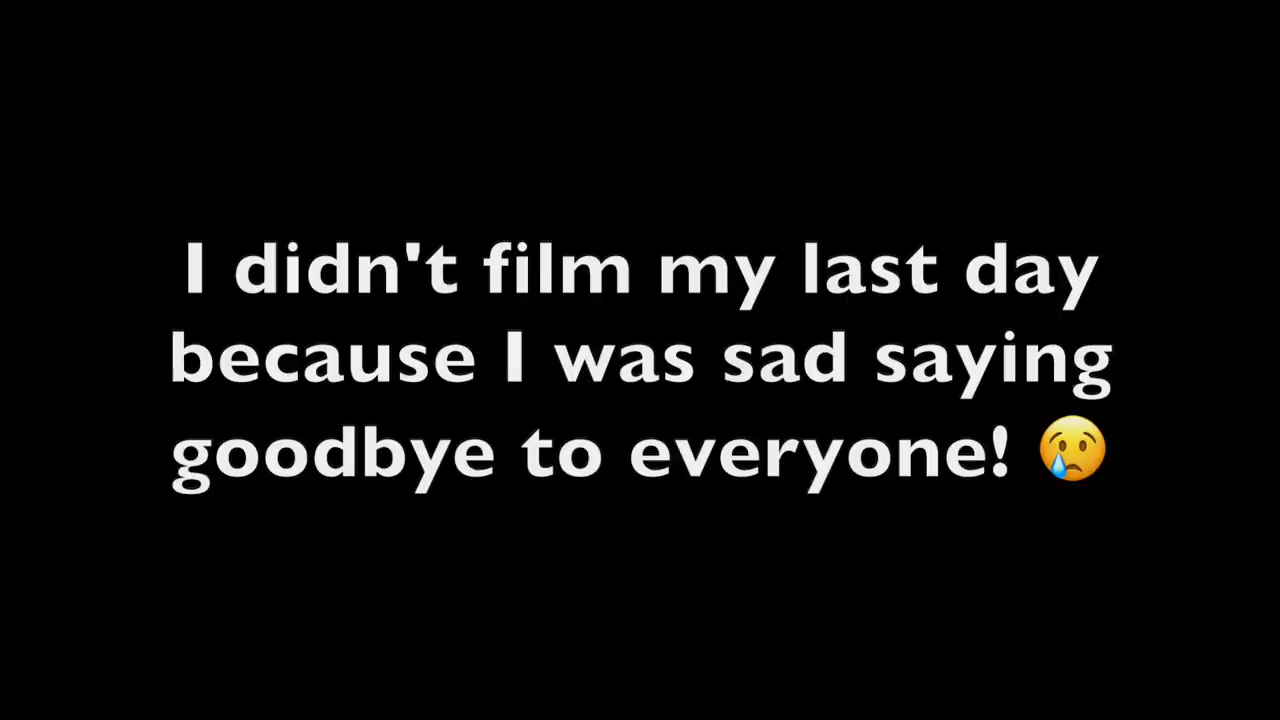 I didn't film my last day
because I was sad saying
goodbye to everyone! 😢